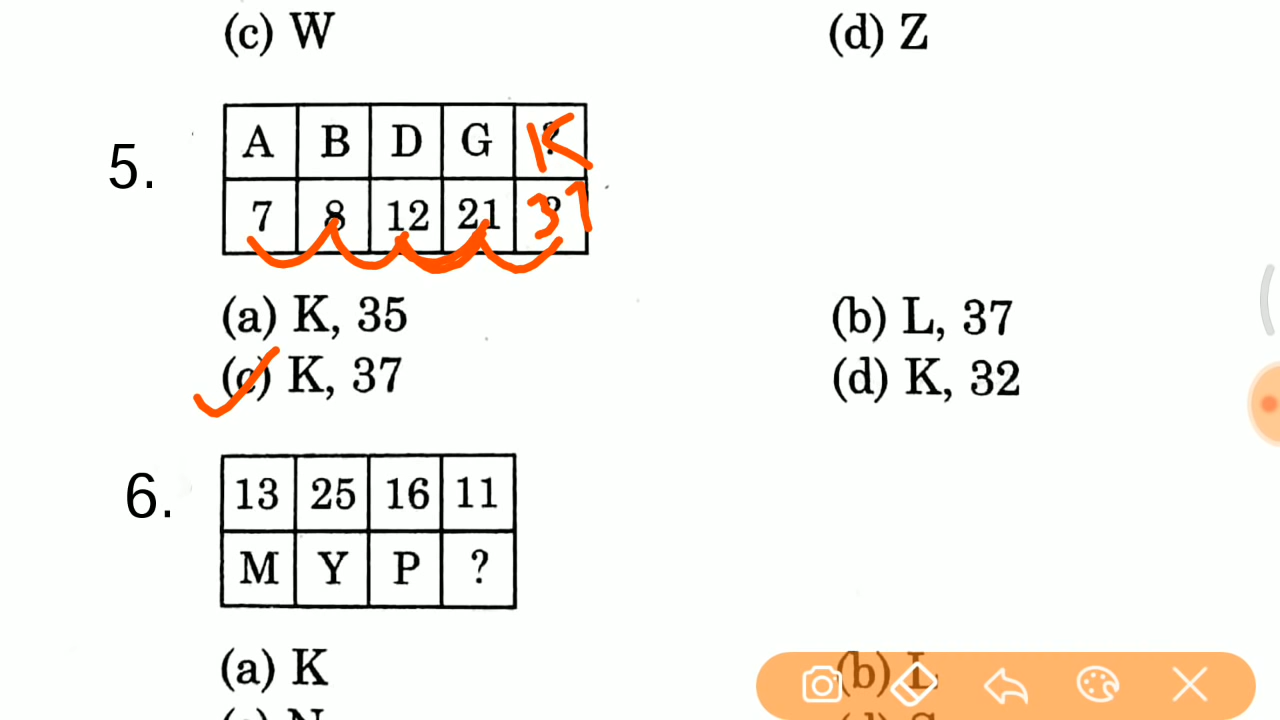 (c) W (d) Z
5. A B D G K
7 8 12 21 37
(a) K, 35 (b) L, 37
(c) K, 37 (d) K, 32
6. 13 25 16 11
M Y P ?
(a) K (b) L